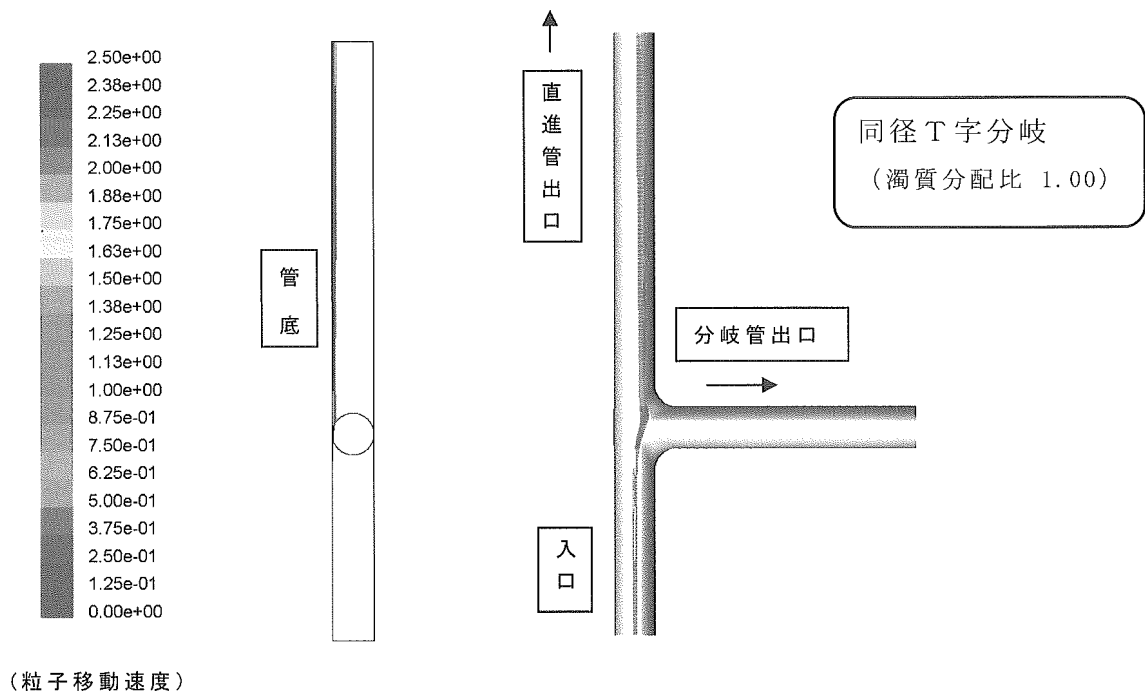 2.50e+00
2.38e+00
2.25e+00
2.13e+00
2.00e+00
1.88e+00
1.75e+00
1.63e+00
1.50e+00
1.38e+00
1.25e+00
1.13e+00
1.00e+00
8.75e-01
7.50e-01
6.25e-01
5.00e-01
3.75e-01
2.50e-01
1.25e-01
0.00e+00
(粒子移動速度)
管底
直進管出口
同径T字分岐
(濁質分配比 1.00)
分岐管出口
入口